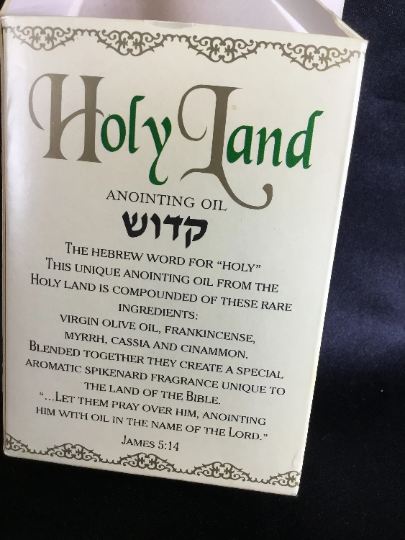 Holy Land
ANOINTING OIL
קדוש
THE HEBREW WORD FOR "HOLY"
THIS UNIQUE ANOINTING OIL FROM THE
HOLY LAND IS COMPOUNDED OF THESE RARE
INGREDIENTS:
VIRGIN OLIVE OIL, FRANKINCENSE,
MYRRH, CASSIA AND CINAMMON.
BLENDED TOGETHER THEY CREATE A SPECIAL
AROMATIC SPIKENARD FRAGRANCE UNIQUE TO
THE LAND OF THE BIBLE.
"...LET THEM PRAY OVER HIM, ANOINTING
HIM WITH OIL IN THE NAME OF THE LORD."
JAMES 5:14